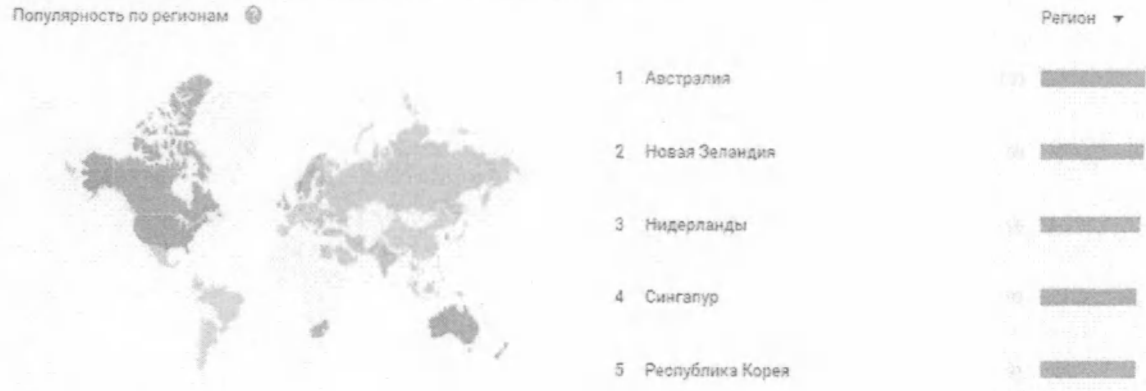 Популярность по регионам ?
Регион
1 Австралия
2 Новая Зеландия
3 Нидерланды
4 Сингапур
5 Республика Корея